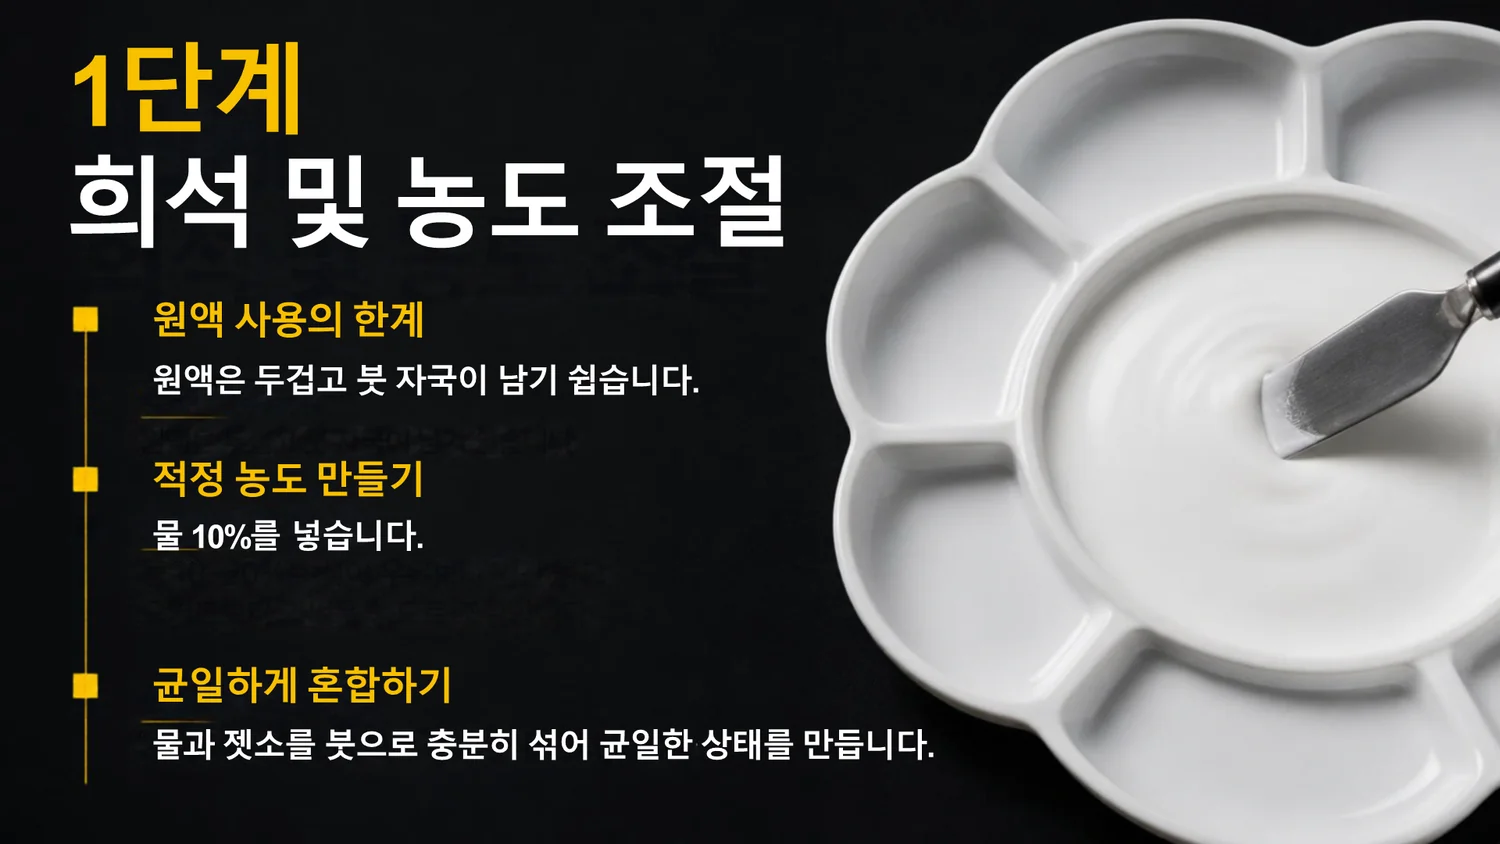 1단계
희석 및 농도 조절
원액 사용의 한계
원액은 두겁고 붓 자국이 남기 쉽습니다.
적정 농도 만들기
물 10%를 넣습니다.
균일하게 혼합하기
물과 젯소를 붓으로 충분히 섞어 균일한 상태를 만듭니다.